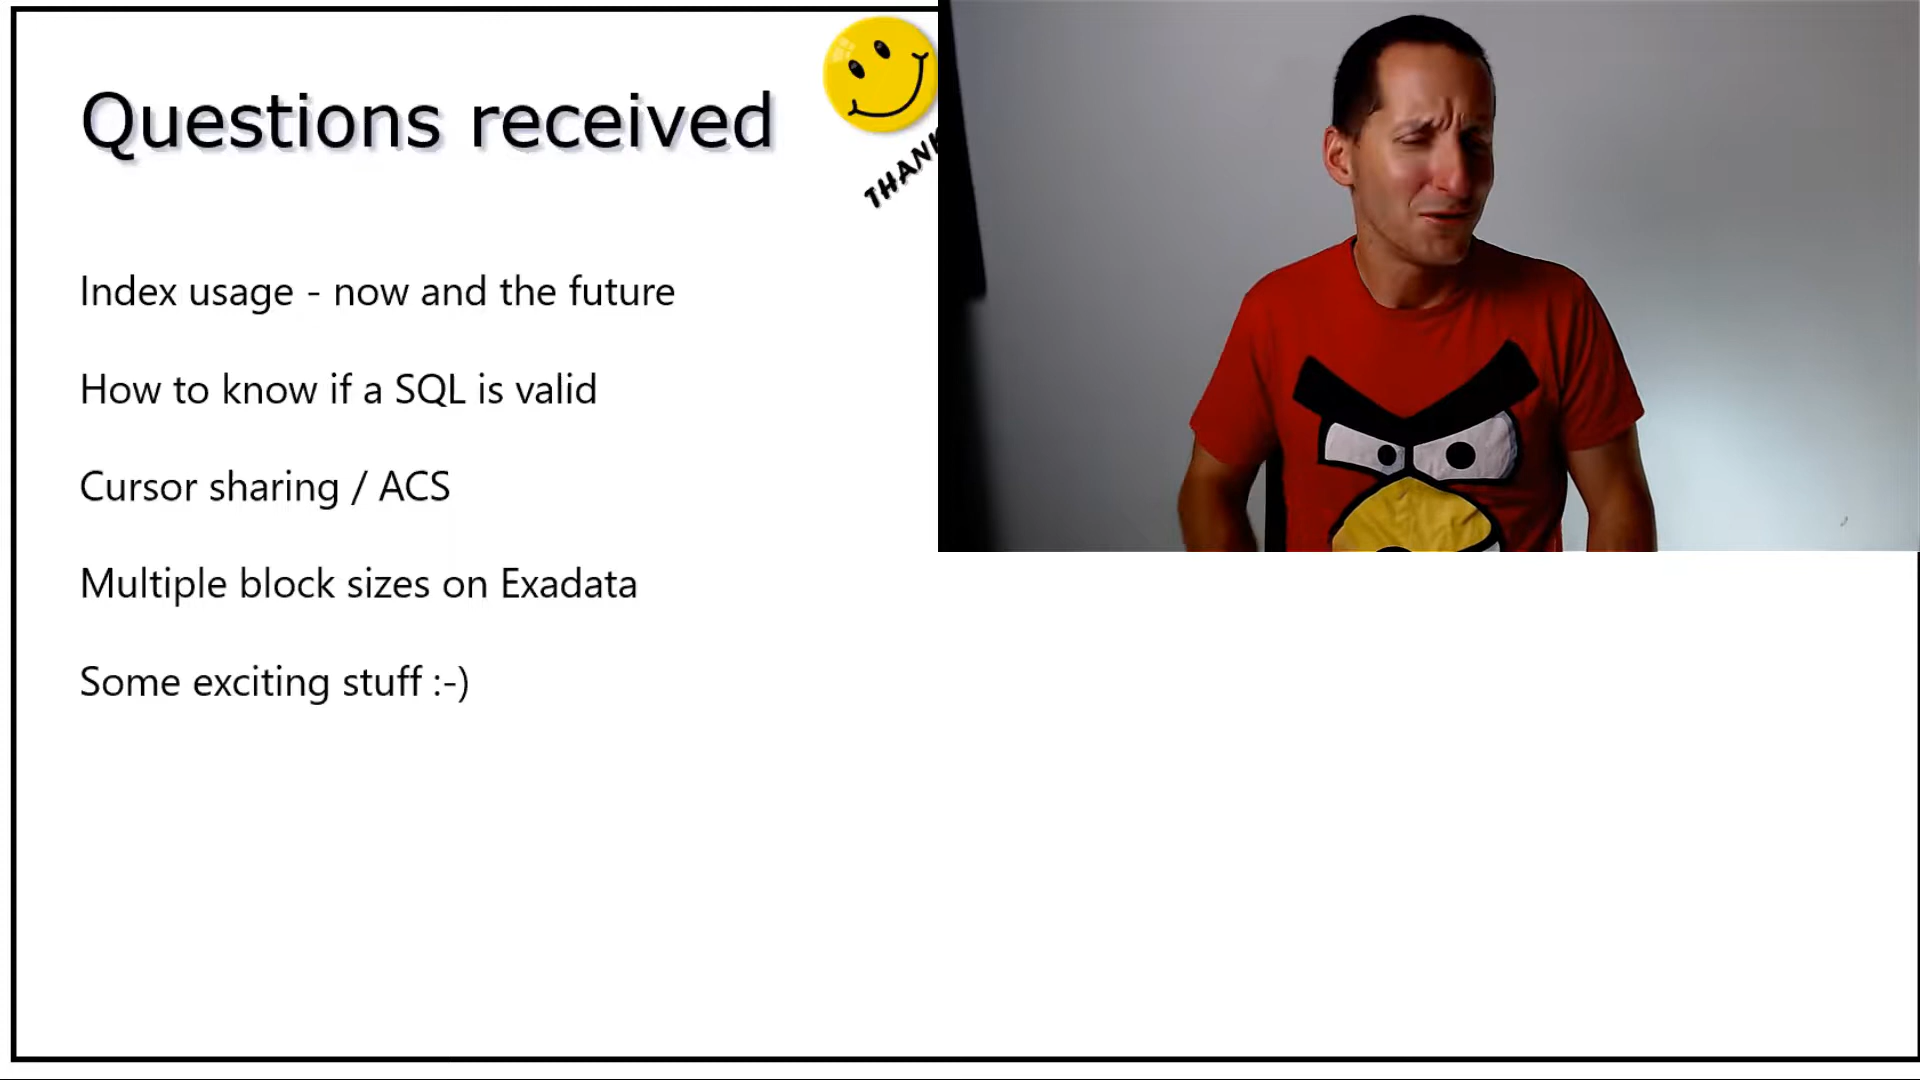 Questions received
Index usage - now and the future
How to know if a SQL is valid
Cursor sharing / ACS
Multiple block sizes on Exadata
Some exciting stuff :-)